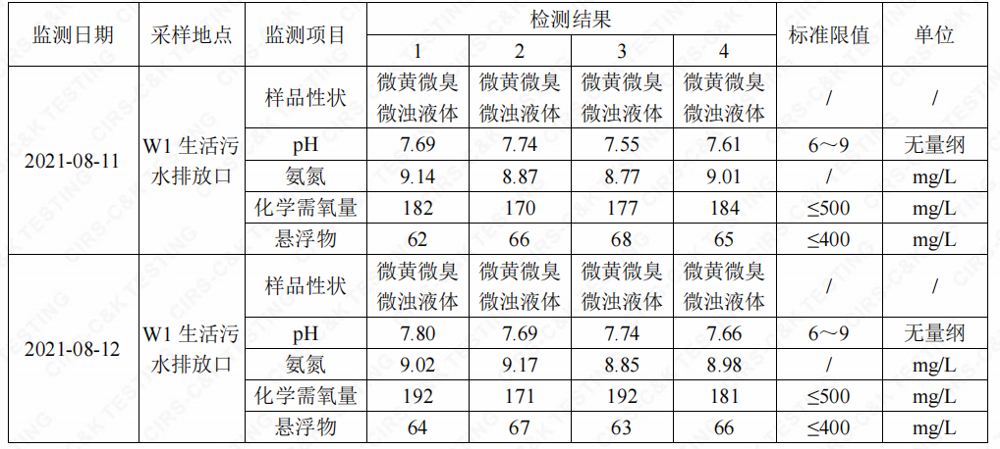 监测日期 采样地点 监测项目 检测结果 标准限值 单位
1 2 3 4
2021-08-11 W1 生活污水排放口 样品性状 微黄微臭微浊液体 微黄微臭微浊液体 微黄微臭微浊液体 微黄微臭微浊液体 / /
pH 7.69 7.74 7.55 7.61 6～9 无量纲
氨氮 9.14 8.87 8.77 9.01 / mg/L
化学需氧量 182 170 177 184 ≤500 mg/L
悬浮物 62 66 68 65 ≤400 mg/L
2021-08-12 W1 生活污水排放口 样品性状 微黄微臭微浊液体 微黄微臭微浊液体 微黄微臭微浊液体 微黄微臭微浊液体 / /
pH 7.80 7.69 7.74 7.66 6～9 无量纲
氨氮 9.02 9.17 8.85 8.98 / mg/L
化学需氧量 192 171 192 181 ≤500 mg/L
悬浮物 64 67 63 66 ≤400 mg/L
CIRS-C&K TESTING